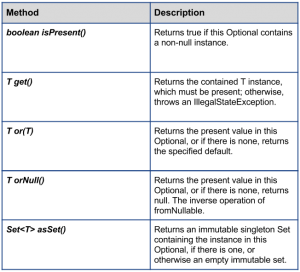 Method Description
boolean isPresent() Returns true if this Optional contains
a non-null instance.
T get() Returns the contained T instance,
which must be present; otherwise,
throws an IllegalStateException.
T or(T) Returns the present value in this
Optional, or if there is none, returns
the specified default.
T orNull() Returns the present value in this
Optional, or if there is none, returns
null. The inverse operation of
fromNullable.
Set<T> asSet() Returns an immutable singleton Set
containing the instance in this
Optional, if there is one, or
otherwise an empty immutable set.